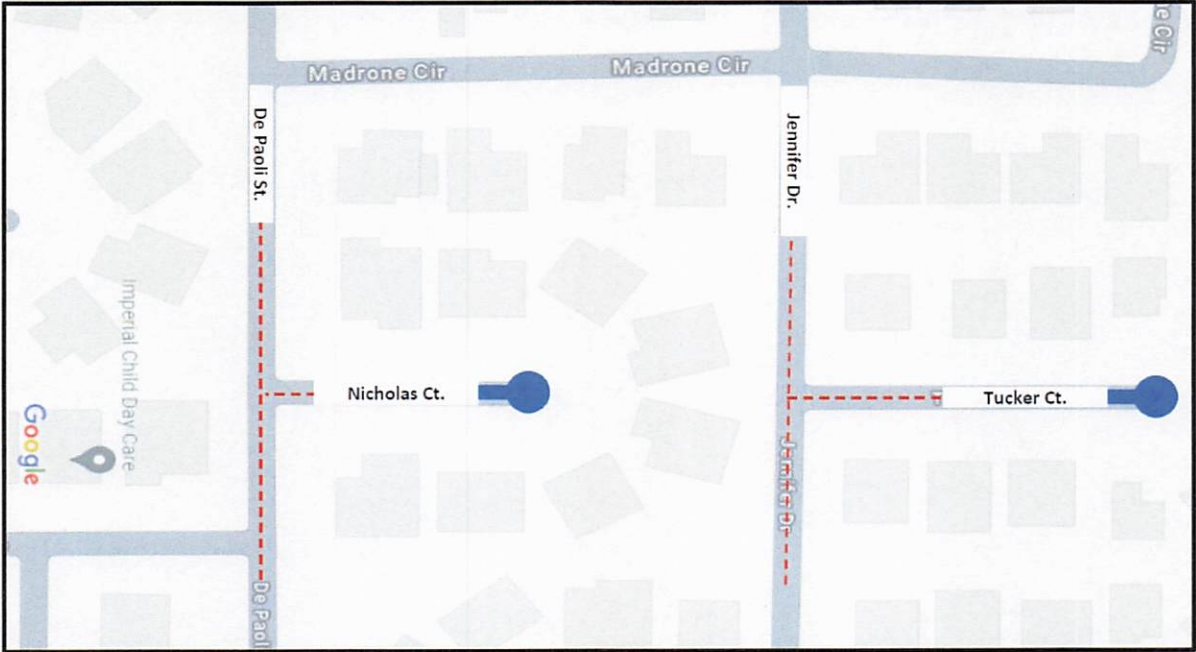 Madrone Cir
Madrone Cir
e Cir
De Paoli St.
Jennifer Dr.
Imperial Child Day Care
Nicholas Ct.
Tucker Ct.
Google
Jennifer Dr
De Paol